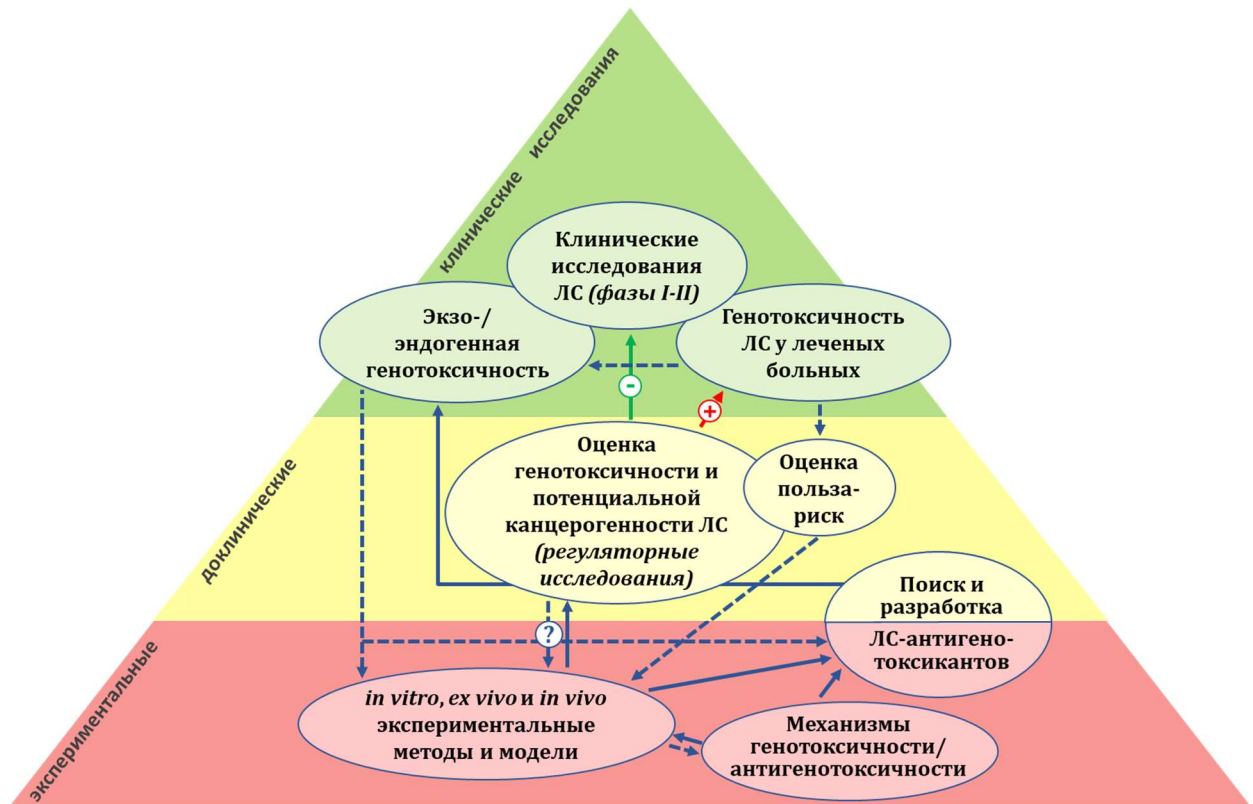 клинические исследования
Клинические
исследования
ЛС (фазы I-II)
Экзо-/
эндогенная
генотоксичность
Генотоксичность
ЛС у леченых
больных
-
+
доклинические
Оценка
генотоксичности и
потенциальной
канцерогенности ЛС
(регуляторные
исследования)
Оценка
польза-
риск
Поиск и
разработка
ЛС-антигено-
токсикантов
?
экспериментальные
in vitro, ex vivo и in vivo
экспериментальные
методы и модели
Механизмы
генотоксичности/
антигенотоксичности